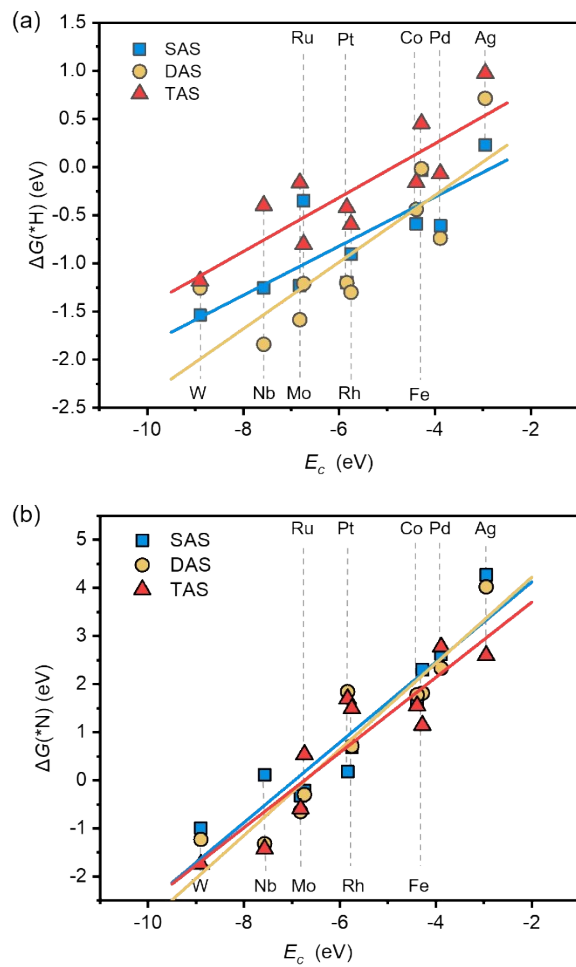 (a)
SAS
DAS
TAS
Ru
Pt
Co
Pd
Ag
1.5
1.0
0.5
0.0
-0.5
-1.0
-1.5
-2.0
-2.5
ΔG(*H) (eV)
W
Nb
Mo
Rh
Fe
-10
-8
-6
-4
-2
E_c (eV)
(b)
SAS
DAS
TAS
Ru
Pt
Co
Pd
Ag
5
4
3
2
1
0
-1
-2
ΔG(*N) (eV)
W
Nb
Mo
Rh
Fe
-10
-8
-6
-4
-2
E_c (eV)